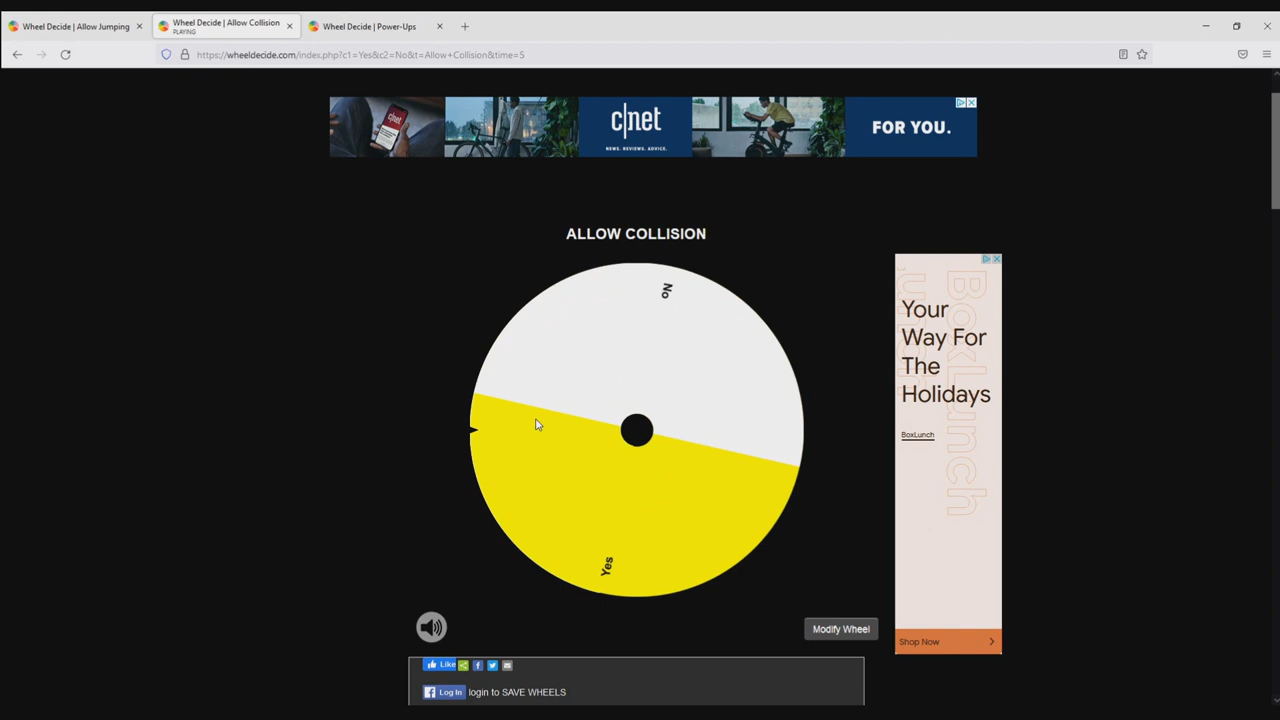 Wheel Decide | Allow Jumping
Wheel Decide | Allow Collision
PLAYING
Wheel Decide | Power-Ups
https://wheeldecide.com/index.php?c1=Yes&c2=No&t=Allow+Collision&time=5
c|net
c|net
NEWS. REVIEWS. ADVICE.
FOR YOU.
ALLOW COLLISION
No
Yes
BoxLunch
Your
Way For
The
Holidays
BoxLunch
Shop Now
Modify Wheel
Like
Log In login to SAVE WHEELS